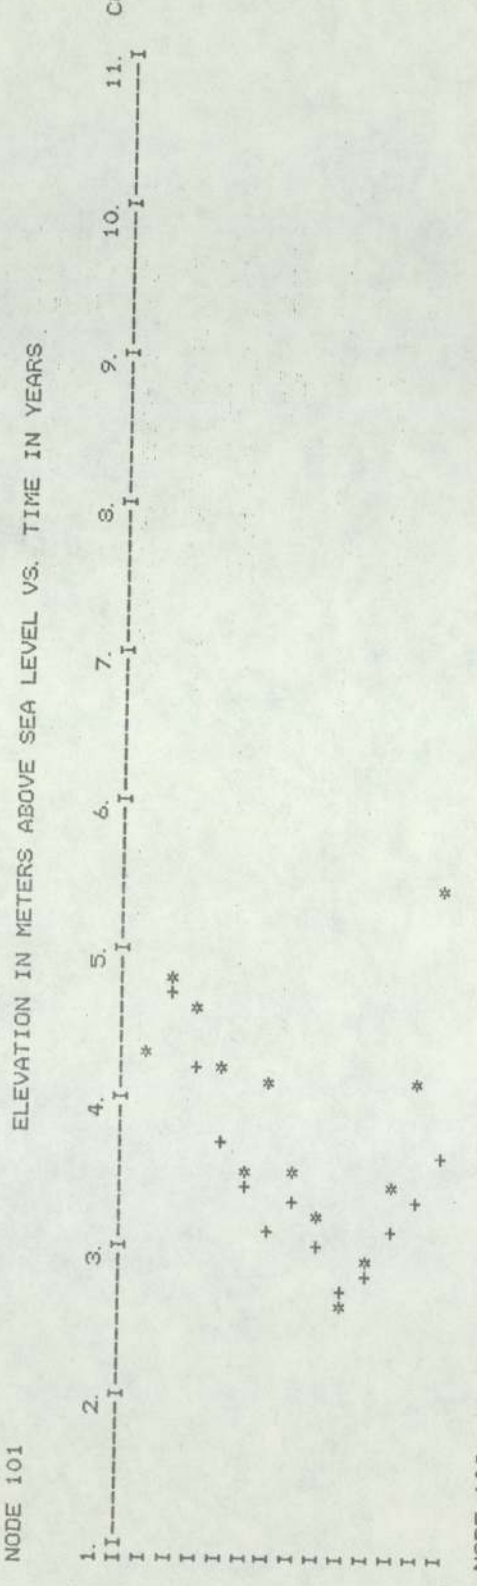 NODE 101
ELEVATION IN METERS ABOVE SEA LEVEL VS. TIME IN YEARS
1. 2. 3. 4. 5. 6. 7. 8. 9. 10. 11.
II---------I---------I---------I---------I---------I---------I---------I---------I---------I---------I
I *
I +*
I + *
I + *
I +*
I + *
I + *
I + *
I *+
I +*
I + *
I + *
I + *